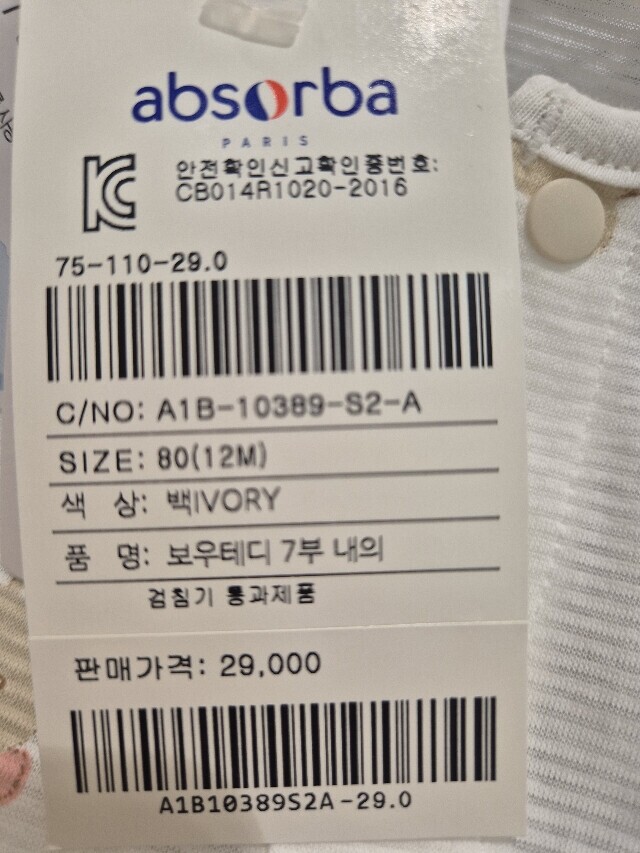 absorba
PARIS
안전확인신고확인증번호:
CB014R1020-2016
75-110-29.0
C/NO: A1B-10389-S2-A
SIZE: 80(12M)
색 상: 백IVORY
품 명: 보우테디 7부 내의
검침기 통과제품
판매가격: 29,000
A1B10389S2A-29.0